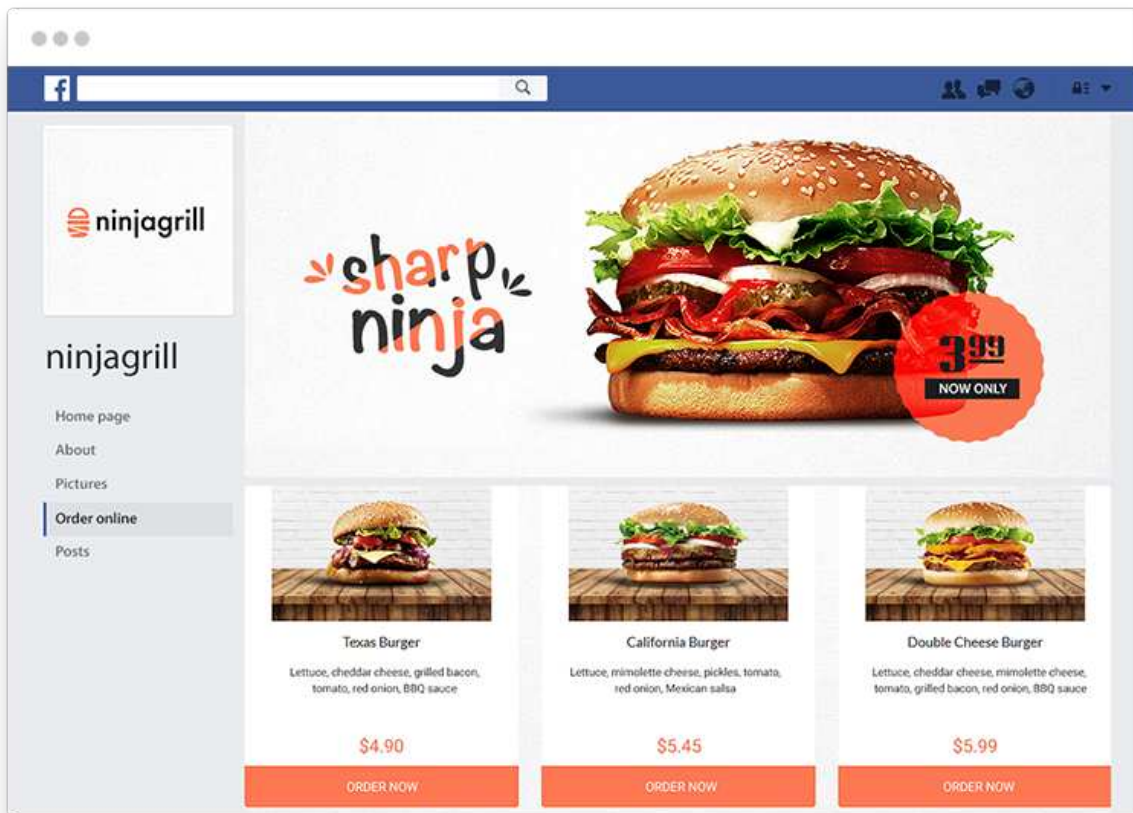 f
ninjagrill
ninjagrill
Home page
About
Pictures
Order online
Posts
sharp
ninja
3 99
NOW ONLY
Texas Burger
Lettuce, cheddar cheese, grilled bacon,
tomato, red onion, BBQ sauce
$4.90
ORDER NOW
California Burger
Lettuce, mimolette cheese, pickles, tomato,
red onion, Mexican salsa
$5.45
ORDER NOW
Double Cheese Burger
Lettuce, cheddar cheese, mimolette cheese,
tomato, grilled bacon, red onion, BBQ sauce
$5.99
ORDER NOW